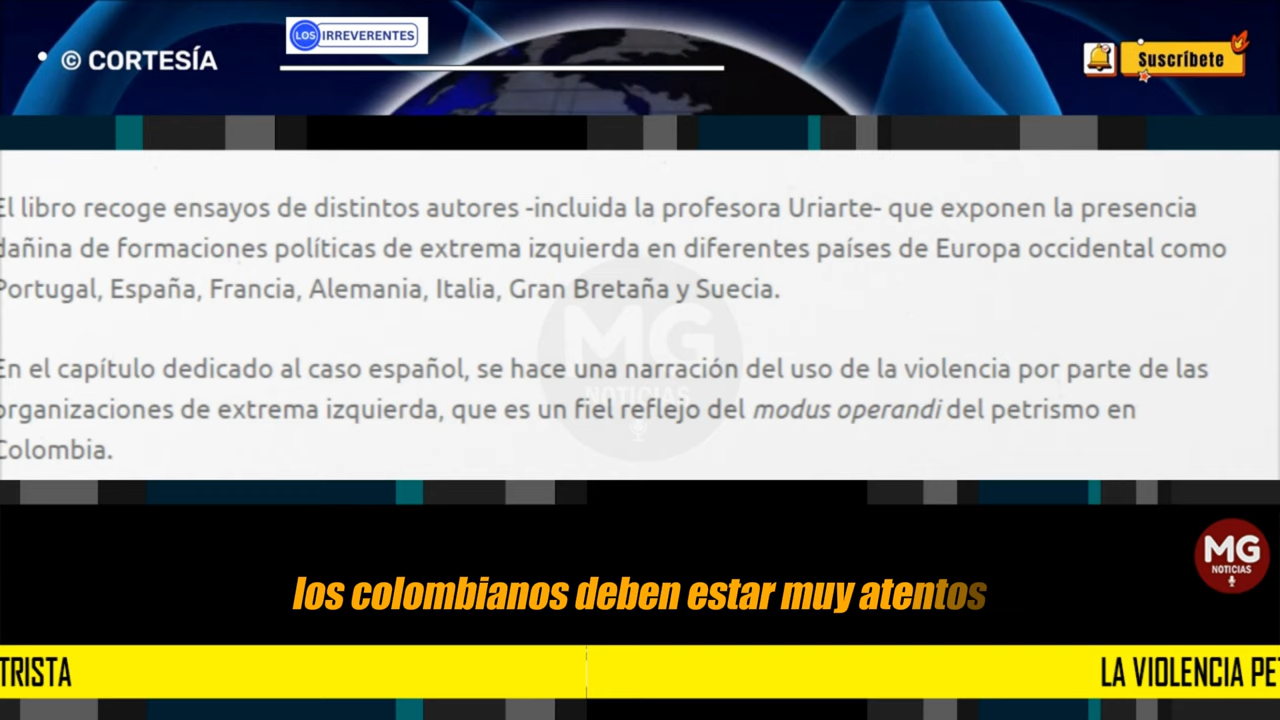 © CORTESÍA
LOS IRREVERENTES
Suscríbete
El libro recoge ensayos de distintos autores -incluida la profesora Uriarte- que exponen la presencia
dañina de formaciones políticas de extrema izquierda en diferentes países de Europa occidental como
Portugal, España, Francia, Alemania, Italia, Gran Bretaña y Suecia.
En el capítulo dedicado al caso español, se hace una narración del uso de la violencia por parte de las
organizaciones de extrema izquierda, que es un fiel reflejo del modus operandi del petrismo en
Colombia.
MG
NOTICIAS
MG
NOTICIAS
los colombianos deben estar muy atentos
TRISTA
LA VIOLENCIA PET